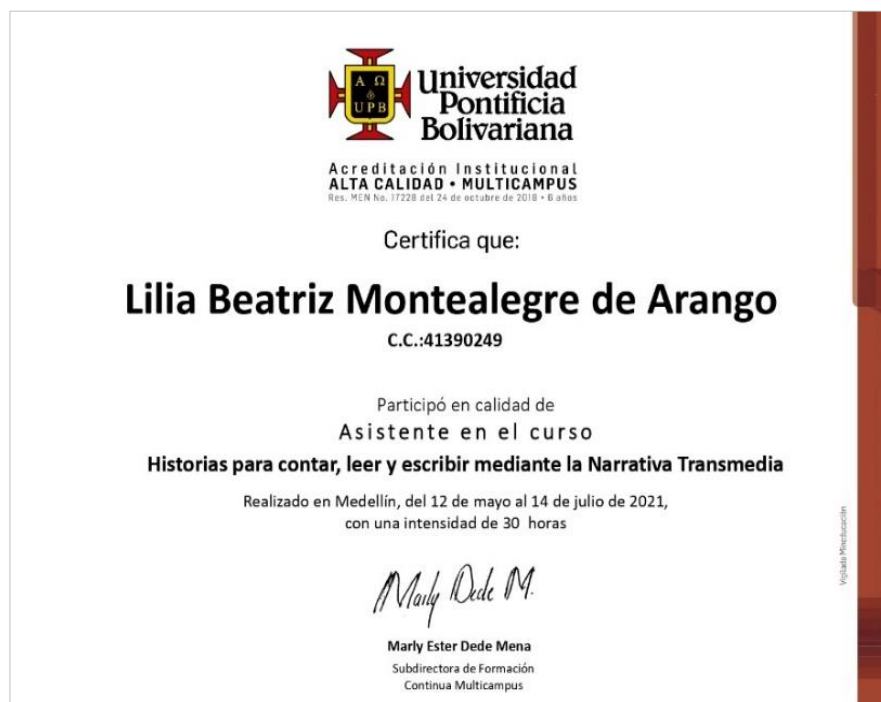 Α Ω
UPB
Universidad
Pontificia
Bolivariana
Acreditación Institucional
ALTA CALIDAD • MULTICAMPUS
Res. MEN No. 17228 del 24 de octubre de 2018 • 6 años
Certifica que:
Lilia Beatriz Montealegre de Arango
C.C.:41390249
Participó en calidad de
Asistente en el curso
Historias para contar, leer y escribir mediante la Narrativa Transmedia
Realizado en Medellín, del 12 de mayo al 14 de julio de 2021,
con una intensidad de 30 horas
Marly Dede M.
Marly Ester Dede Mena
Subdirectora de Formación
Continua Multicampus
Vigilada Mineducación